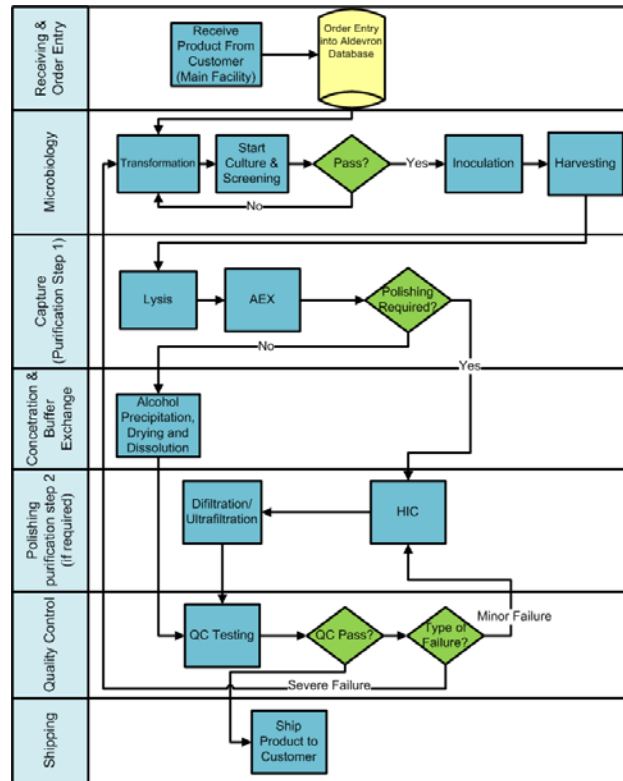 Receiving &
Order Entry
Receive
Product From
Customer
(Main Facility)
Order Entry
into Aldevron
Database
Microbiology
Transformation
Start
Culture &
Screening
Pass?
Yes
Inoculation
Harvesting
No
Capture
(Purification Step 1)
Lysis
AEX
Polishing
Required?
No
Yes
Concetration &
Buffer
Exchange
Alcohol
Precipitation,
Drying and
Dissolution
Polishing
purification step 2
(if required)
Difiltration/
Ultrafiltration
HIC
Quality Control
QC Testing
QC Pass?
Type of
Failure?
Minor Failure
Severe Failure
Shipping
Ship
Product to
Customer